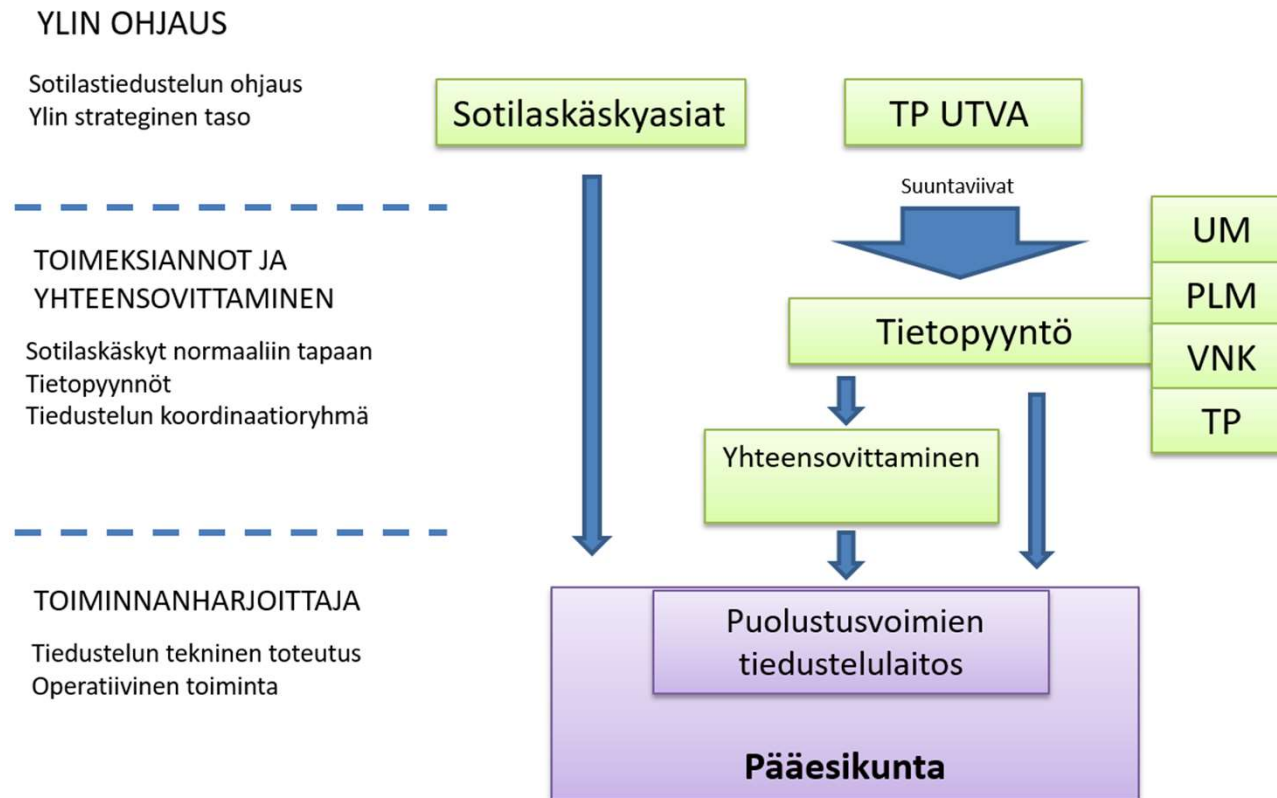 YLIN OHJAUS
Sotilastiedustelun ohjaus
Ylin strateginen taso
Sotilaskäskyasiat
TP UTVA
Suuntaviivat
TOIMEKSIANNOT JA
YHTEENSOVITTAMINEN
Sotilaskäskyt normaaliin tapaan
Tietopyynnöt
Tiedustelun koordinaatioryhmä
Tietopyyntö
UM
PLM
VNK
TP
Yhteensovittaminen
TOIMINNANHARJOITTAJA
Tiedustelun tekninen toteutus
Operatiivinen toiminta
Puolustusvoimien
tiedustelulaitos
Pääesikunta